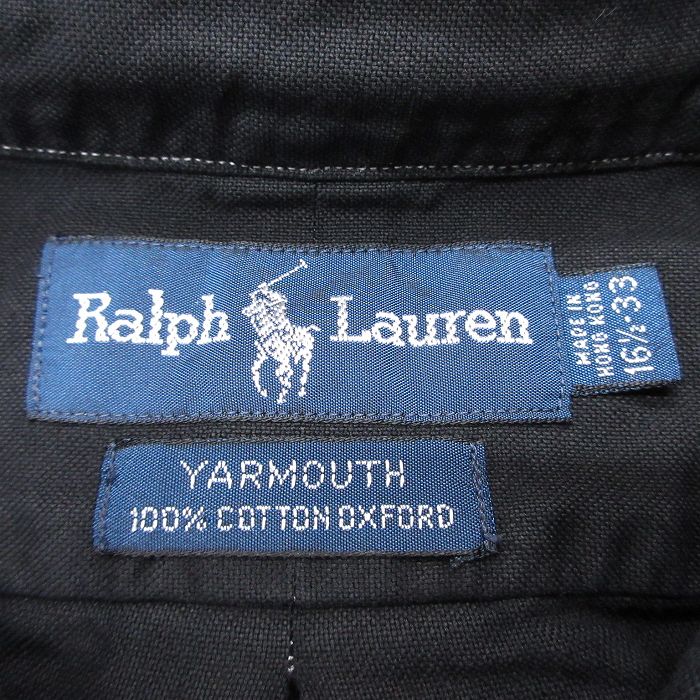 Ralph Lauren
MADE IN
HONG KONG
16½:33
YARMOUTH
100% COTTON OXFORD